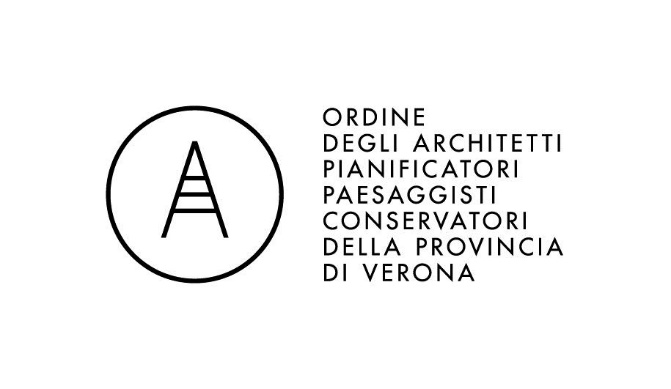 ORDINE
DEGLI ARCHITETTI
PIANIFICATORI
PAESAGGISTI
CONSERVATORI
DELLA PROVINCIA
DI VERONA